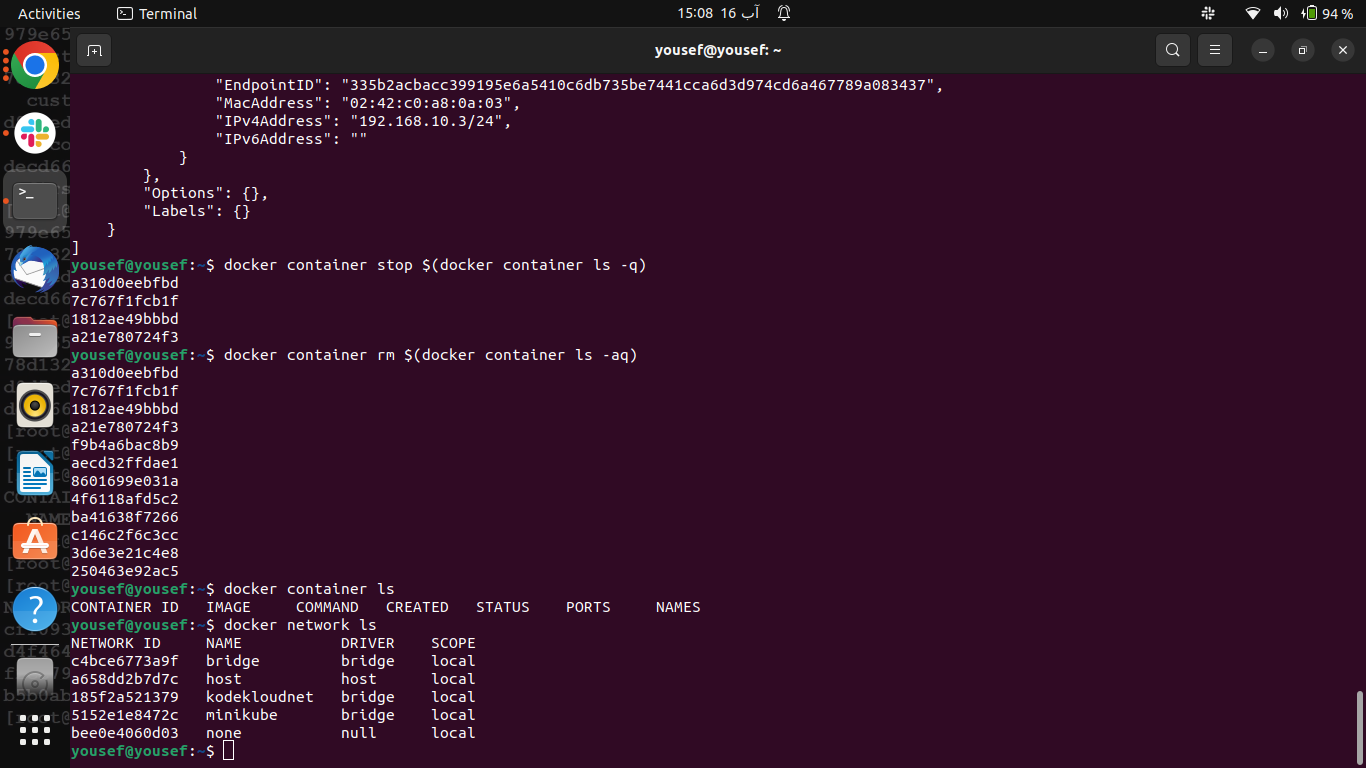 Activities
Terminal
15:08 16 آب
94 %
yousef@yousef: ~
"EndpointID": "335b2acbacc399195e6a5410c6db735be7441cca6d3d974cd6a467789a083437",
"MacAddress": "02:42:c0:a8:0a:03",
"IPv4Address": "192.168.10.3/24",
"IPv6Address": ""
}
},
"Options": {},
"Labels": {}
}
]
yousef@yousef:~$ docker container stop $(docker container ls -q)
a310d0eebfbd
7c767f1fcb1f
1812ae49bbbd
a21e780724f3
yousef@yousef:~$ docker container rm $(docker container ls -aq)
a310d0eebfbd
7c767f1fcb1f
1812ae49bbbd
a21e780724f3
f9b4a6bac8b9
aecd32ffdae1
8601699e031a
4f6118afd5c2
ba41638f7266
c146c2f6c3cc
3d6e3e21c4e8
250463e92ac5
yousef@yousef:~$ docker container ls
CONTAINER ID   IMAGE     COMMAND   CREATED   STATUS    PORTS     NAMES
yousef@yousef:~$ docker network ls
NETWORK ID     NAME          DRIVER    SCOPE
c4bce6773a9f   bridge        bridge    local
a658dd2b7d7c   host          host      local
185f2a521379   kodekloudnet  bridge    local
5152e1e8472c   minikube      bridge    local
bee0e4060d03   none          null      local
yousef@yousef:~$